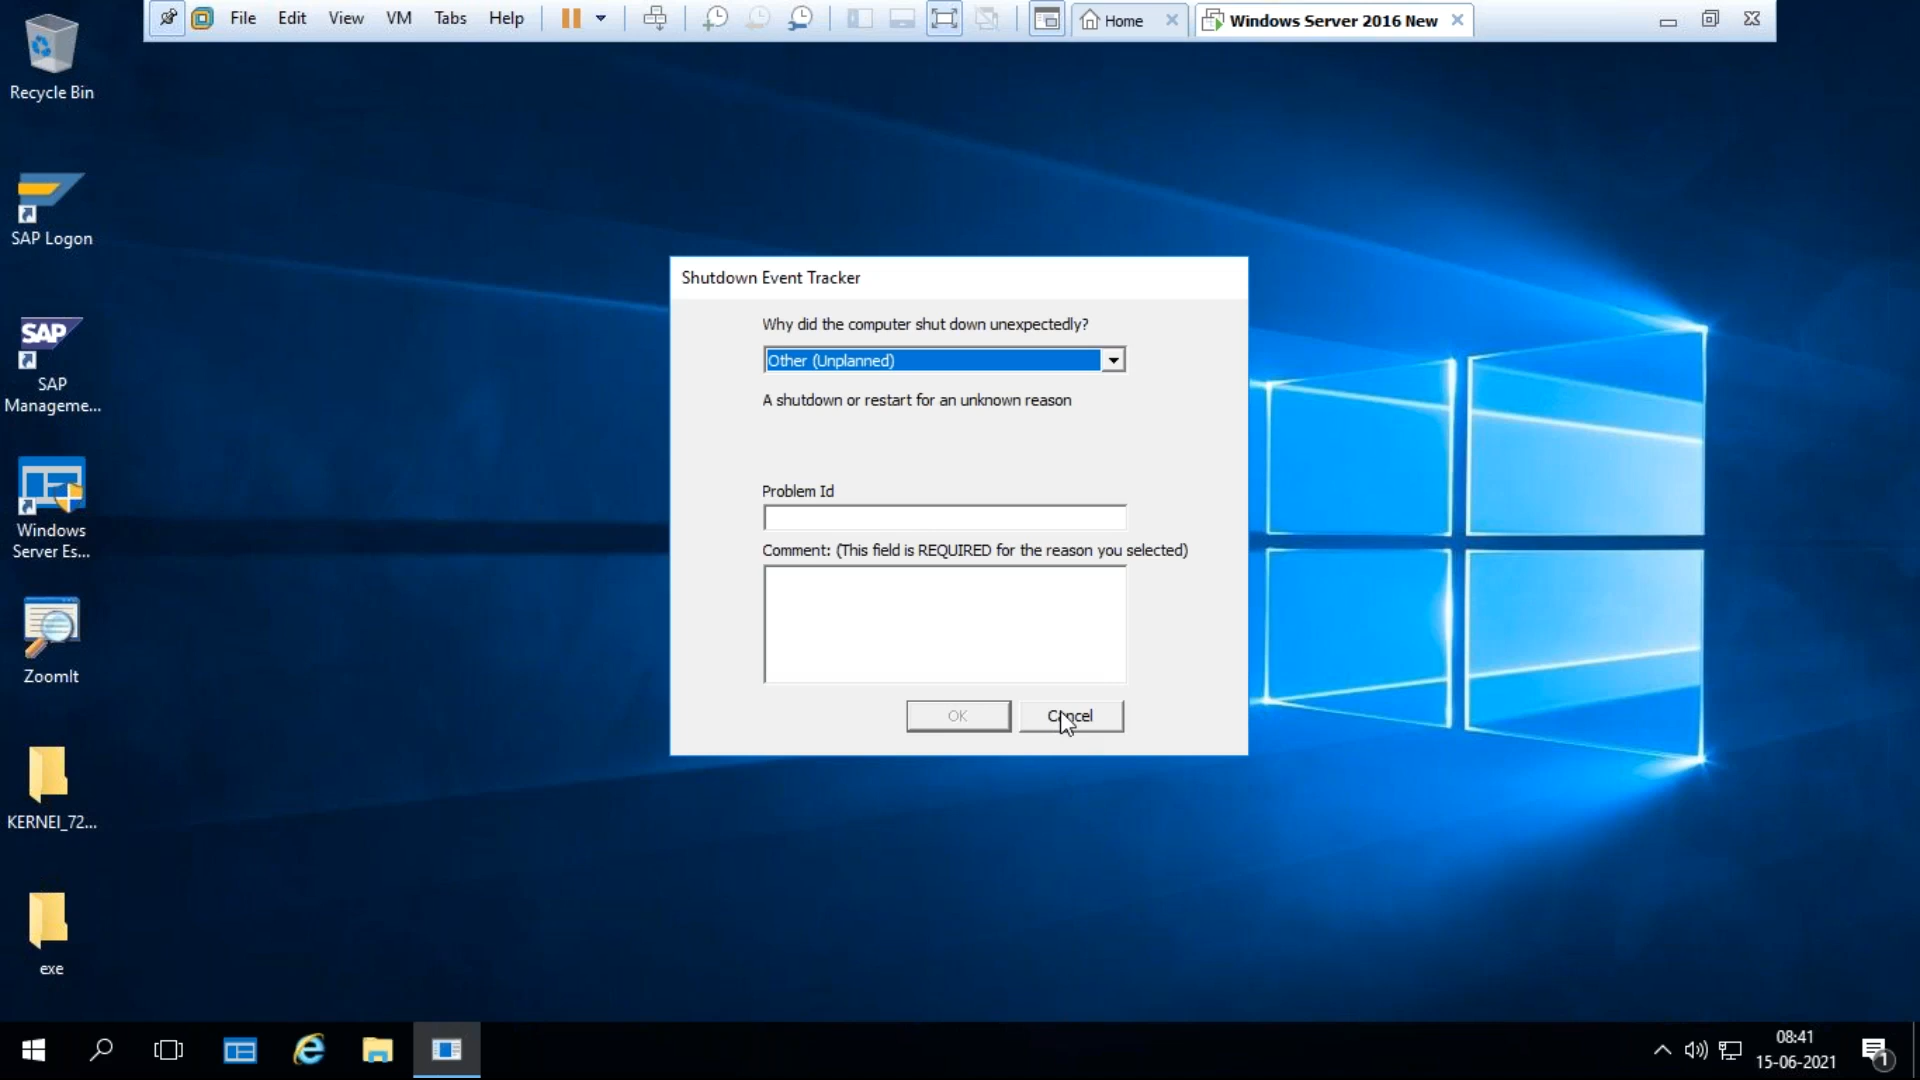 File Edit View VM Tabs Help
Home
Windows Server 2016 New
Recycle Bin
SAP Logon
SAP
SAP
Manageme...
Windows
Server Es...
ZoomIt
KERNEl_72...
exe
Shutdown Event Tracker
Why did the computer shut down unexpectedly?
Other (Unplanned)
A shutdown or restart for an unknown reason
Problem Id
Comment: (This field is REQUIRED for the reason you selected)
OK
Cancel
08:41
15-06-2021
1